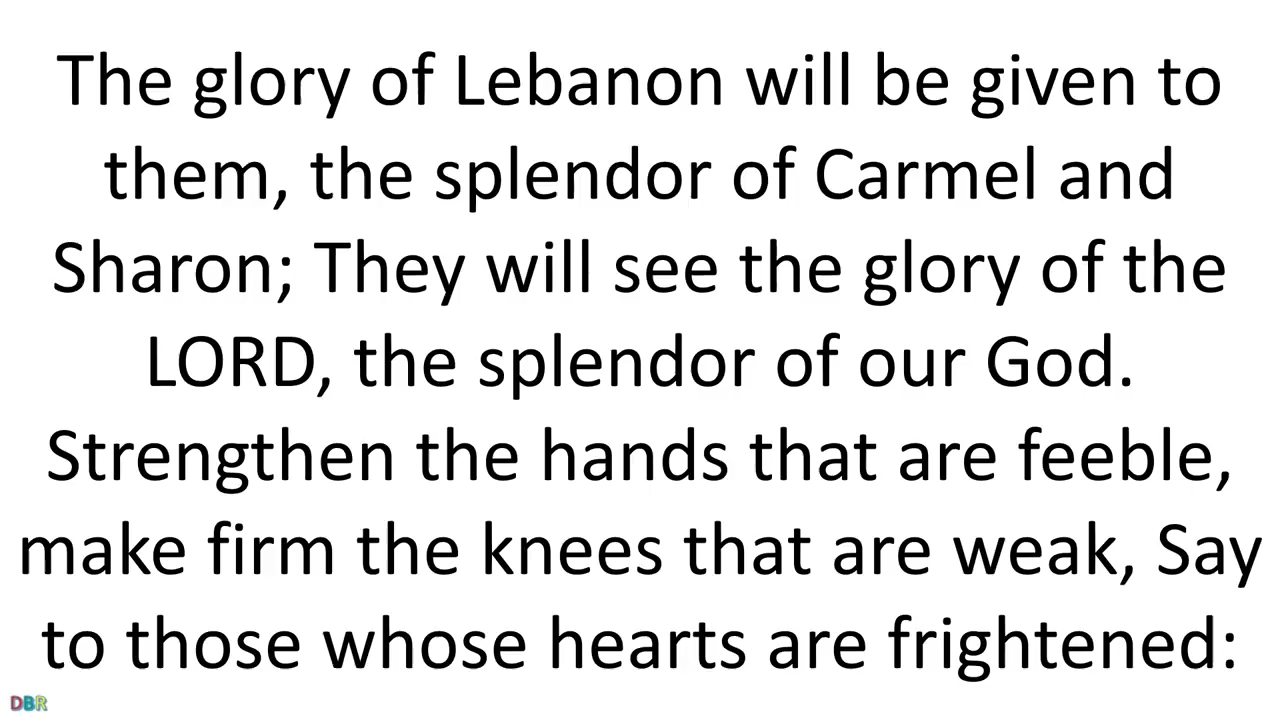 The glory of Lebanon will be given to
them, the splendor of Carmel and
Sharon; They will see the glory of the
LORD, the splendor of our God.
Strengthen the hands that are feeble,
make firm the knees that are weak, Say
to those whose hearts are frightened:
DBR